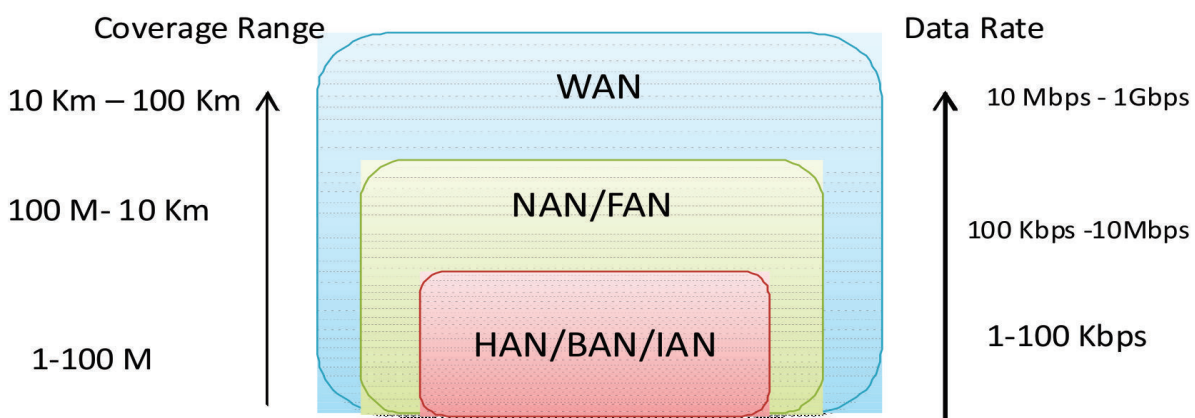 Coverage Range
Data Rate
WAN
10 Km – 100 Km
10 Mbps - 1Gbps
NAN/FAN
100 M- 10 Km
100 Kbps -10Mbps
HAN/BAN/IAN
1-100 M
1-100 Kbps